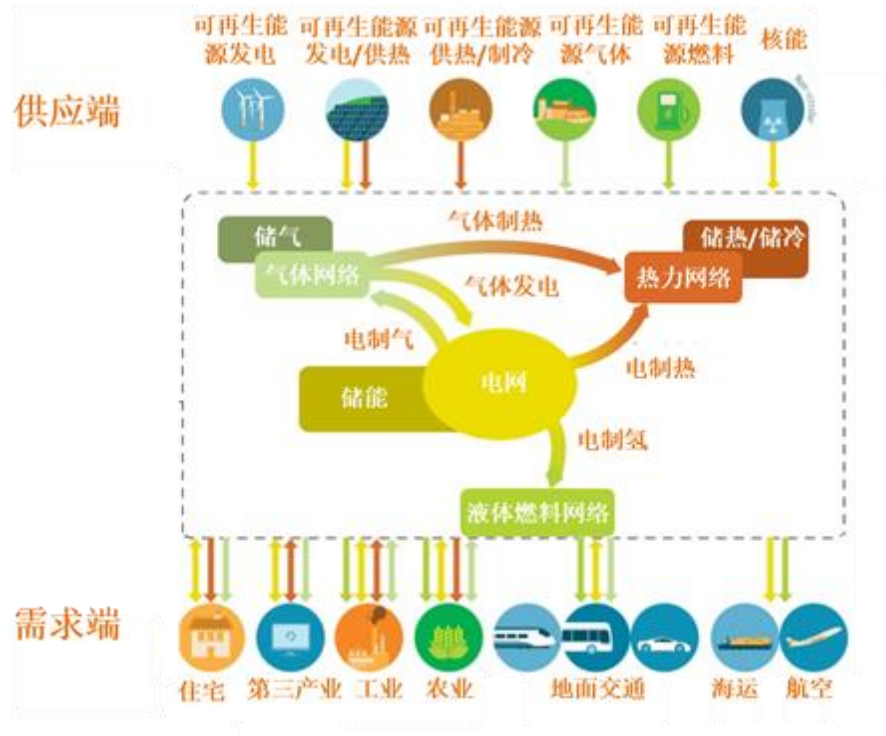 可再生能
源发电
可再生能源
发电/供热
可再生能源
供热/制冷
可再生能
源气体
可再生能
源燃料
核能
供应端
储气
气体网络
气体制热
储热/储冷
热力网络
气体发电
电制气
电网
电制热
储能
电制氢
液体燃料网络
需求端
住宅
第三产业
工业
农业
地面交通
海运
航空